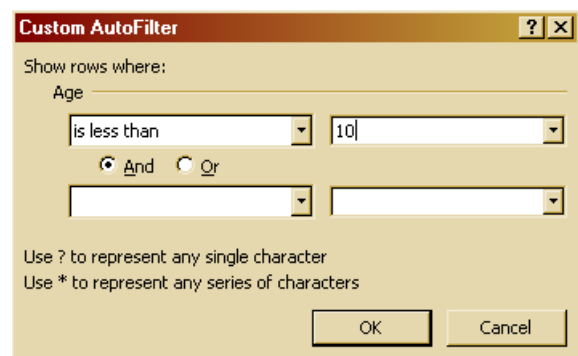 Custom AutoFilter ? ×
Show rows where:
Age
is less than 10
And Or
Use ? to represent any single character
Use * to represent any series of characters
OK Cancel